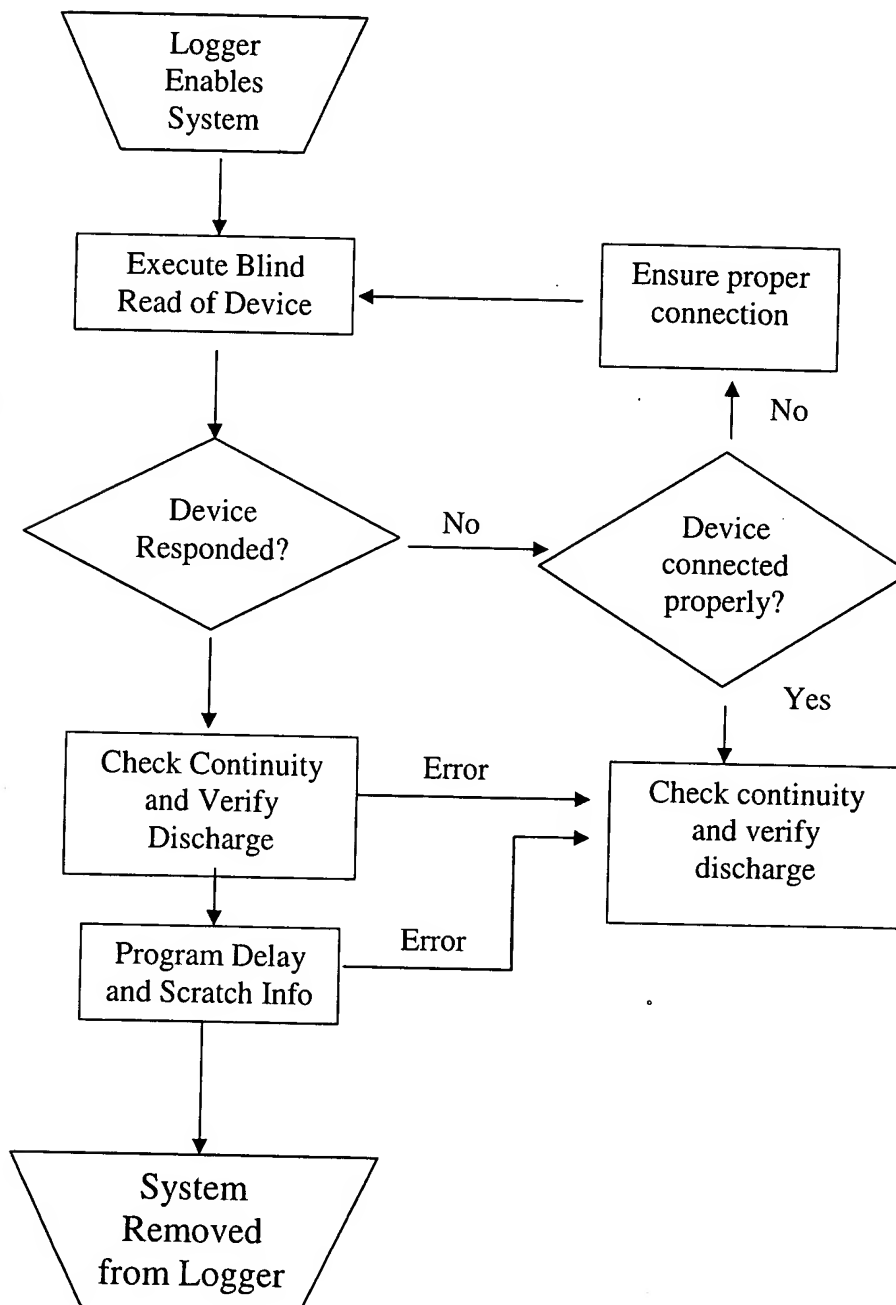 Logger
Enables
System
Execute Blind
Read of Device
Ensure proper
connection
No
Device
Responded?
No
Device
connected
properly?
Yes
Check Continuity
and Verify
Discharge
Error
Check continuity
and verify
discharge
Program Delay
and Scratch Info
Error
System
Removed
from Logger